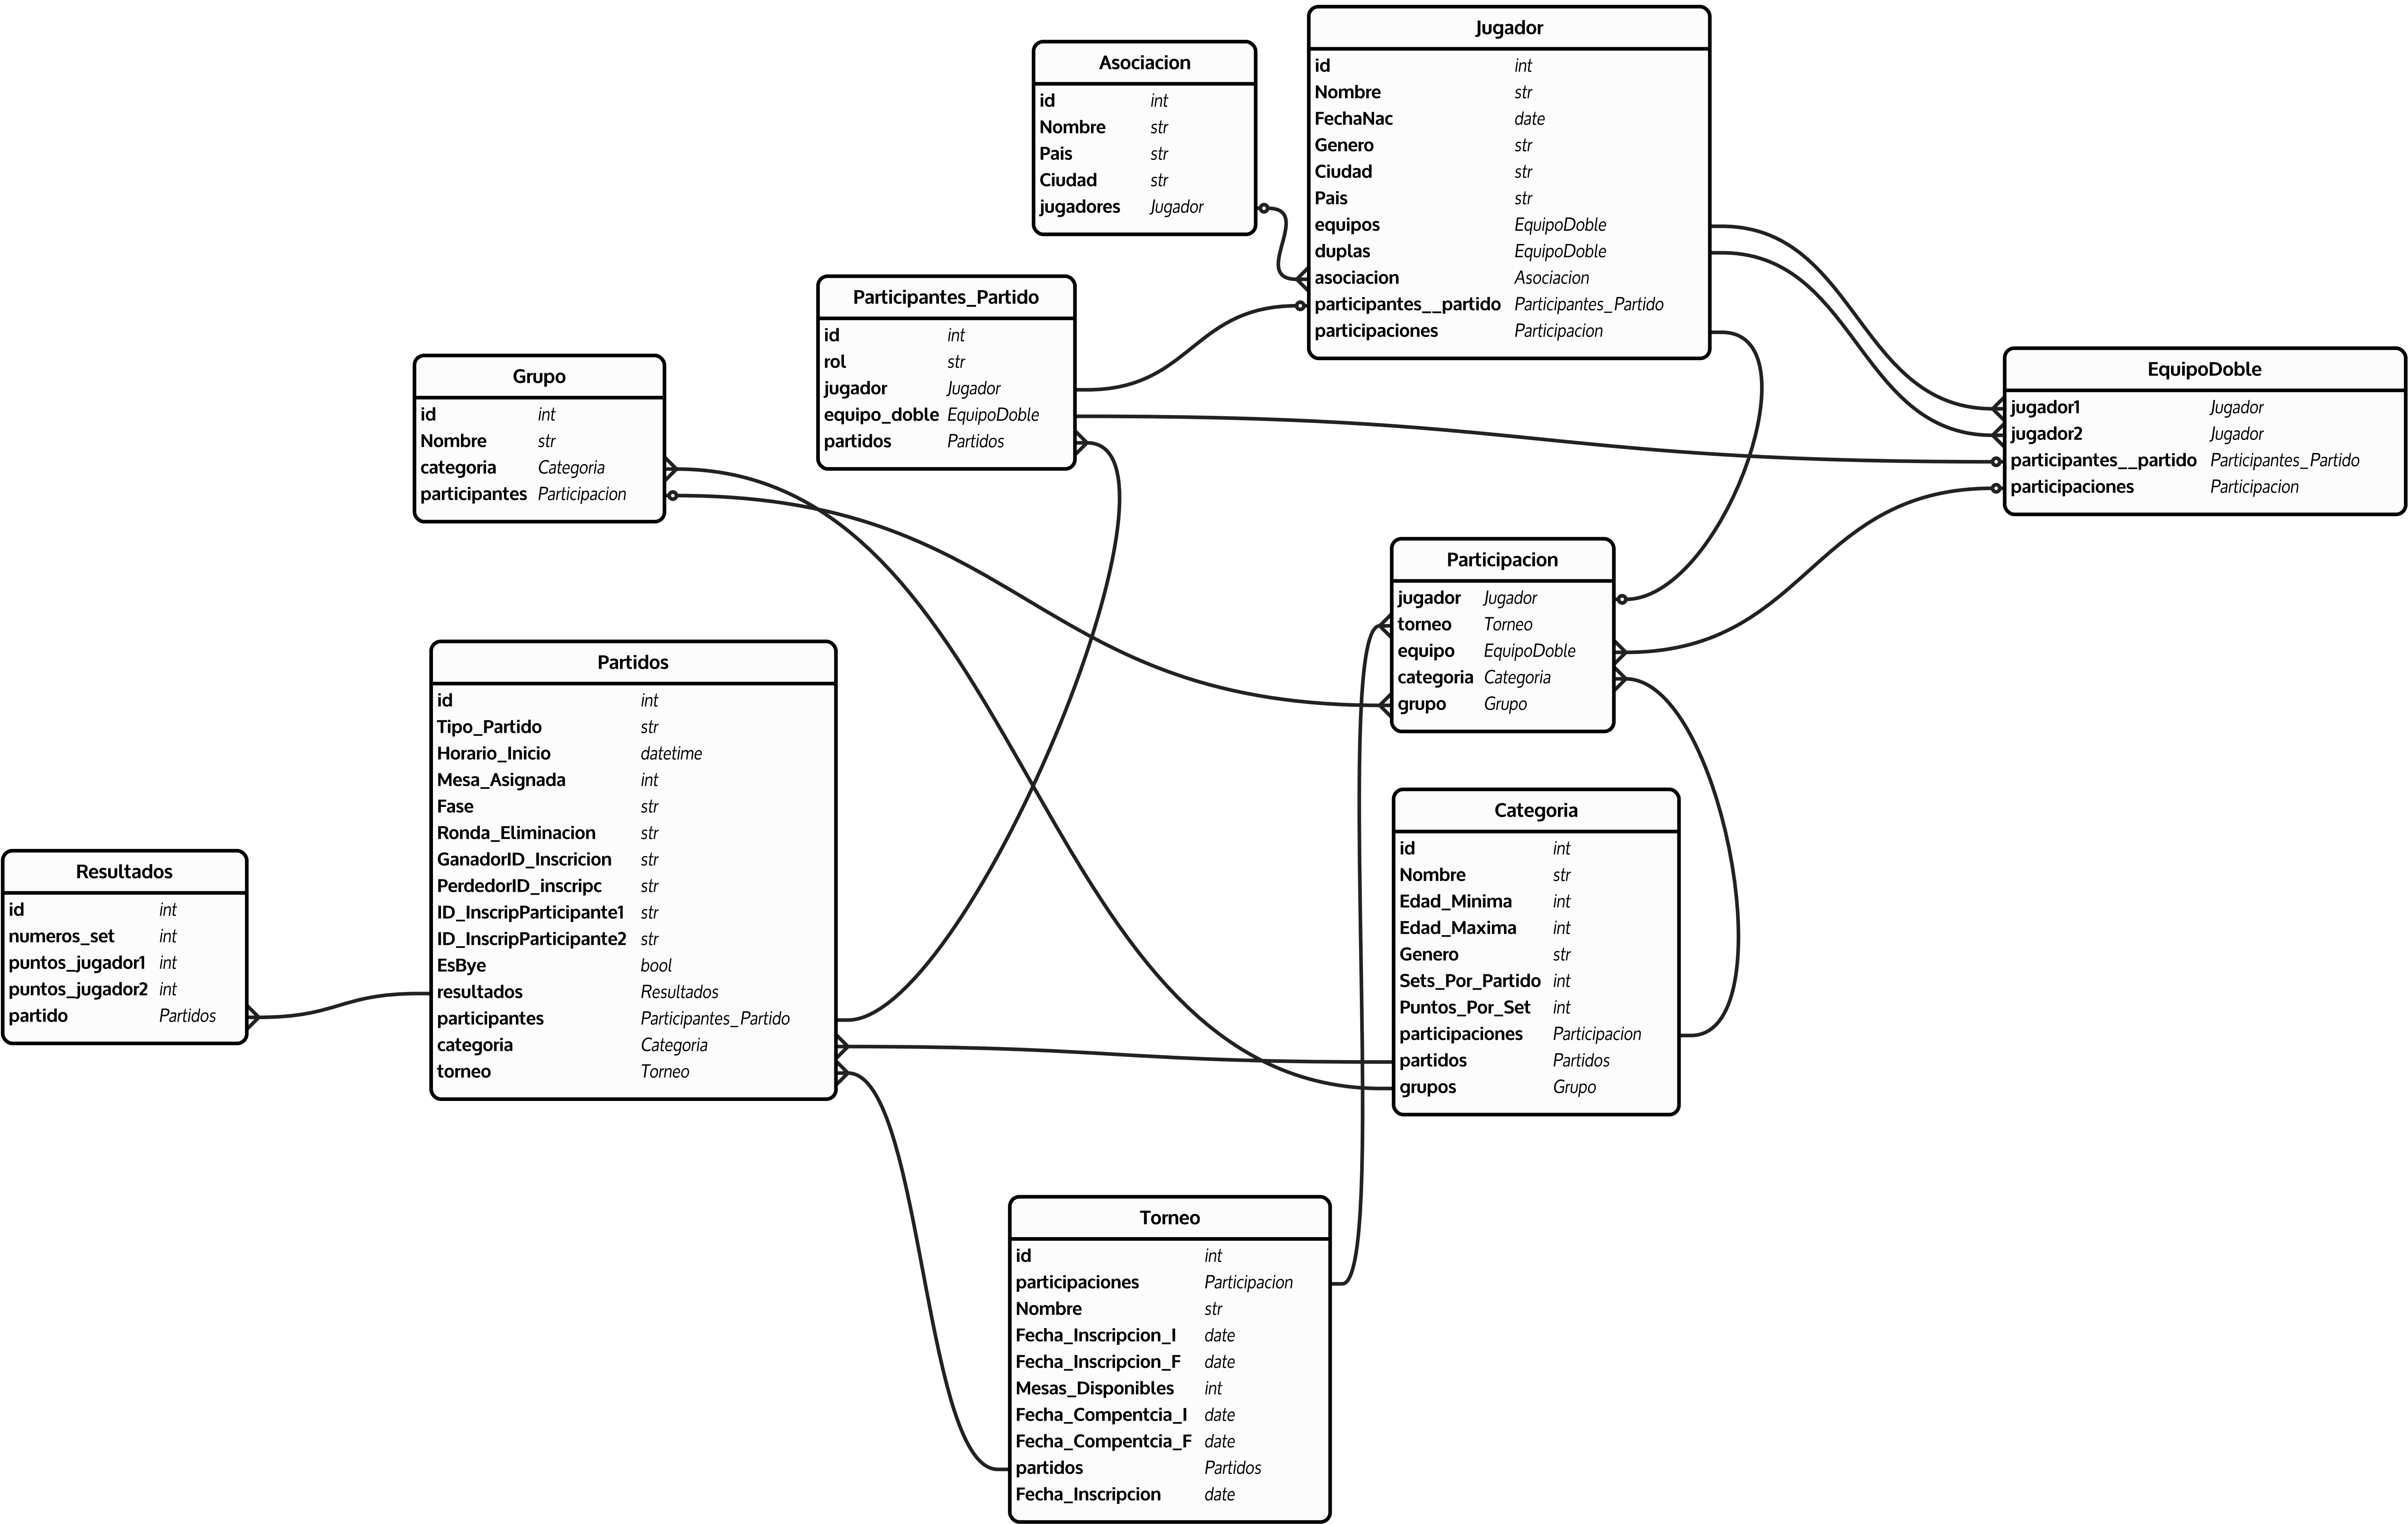 Jugador
id int
Nombre str
FechaNac date
Genero str
Ciudad str
Pais str
equipos EquipoDoble
duplas EquipoDoble
asociacion Asociacion
participantes__partido Participantes_Partido
participaciones Participacion
Asociacion
id int
Nombre str
Pais str
Ciudad str
jugadores Jugador
Participantes_Partido
id int
rol str
jugador Jugador
equipo_doble EquipoDoble
partidos Partidos
Grupo
id int
Nombre str
categoria Categoria
participantes Participacion
EquipoDoble
jugador1 Jugador
jugador2 Jugador
participantes__partido Participantes_Partido
participaciones Participacion
Participacion
jugador Jugador
torneo Torneo
equipo EquipoDoble
categoria Categoria
grupo Grupo
Partidos
id int
Tipo_Partido str
Horario_Inicio datetime
Mesa_Asignada int
Fase str
Ronda_Eliminacion str
GanadorID_Inscricion str
PerdedorID_inscripc str
ID_InscripParticipante1 str
ID_InscripParticipante2 str
EsBye bool
resultados Resultados
participantes Participantes_Partido
categoria Categoria
torneo Torneo
Categoria
id int
Nombre str
Edad_Minima int
Edad_Maxima int
Genero str
Sets_Por_Partido int
Puntos_Por_Set int
participaciones Participacion
partidos Partidos
grupos Grupo
Resultados
id int
numeros_set int
puntos_jugador1 int
puntos_jugador2 int
partido Partidos
Torneo
id int
participaciones Participacion
Nombre str
Fecha_Inscripcion_I date
Fecha_Inscripcion_F date
Mesas_Disponibles int
Fecha_Compentcia_I date
Fecha_Compentcia_F date
partidos Partidos
Fecha_Inscripcion date